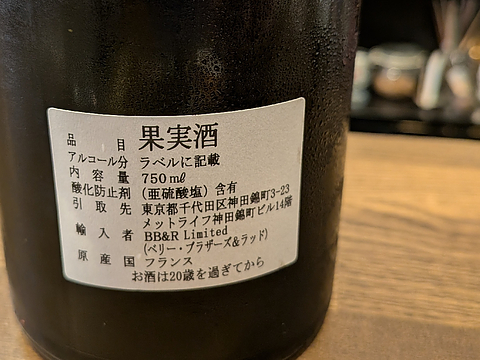 品目 果実酒
アルコール分 ラベルに記載
内容量 750mℓ
酸化防止剤 (亜硫酸塩)含有
引取先 東京都千代田区神田錦町3-23
メットライフ神田錦町ビル14階
輸入者 BB&R Limited
(ベリー・ブラザーズ&ラッド)
原産国 フランス
お酒は20歳を過ぎてから